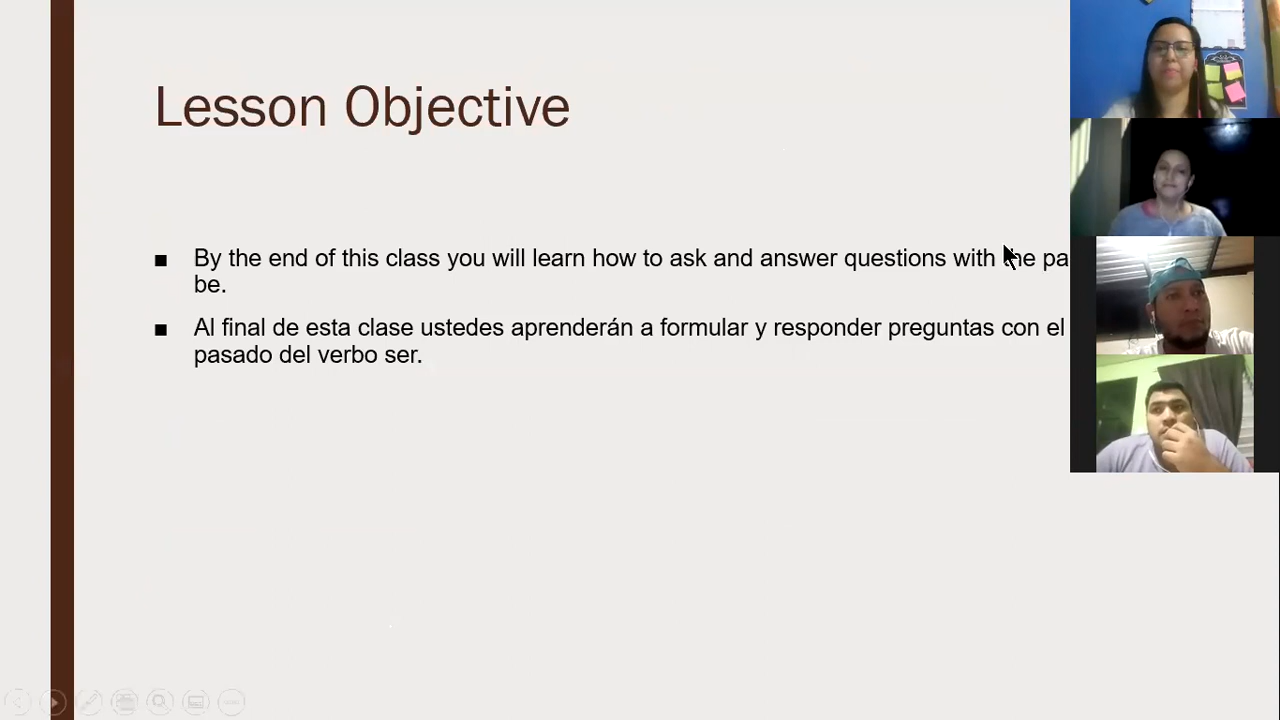 Lesson Objective
■ By the end of this class you will learn how to ask and answer questions with the
be.
■ Al final de esta clase ustedes aprenderán a formular y responder preguntas con el
pasado del verbo ser.